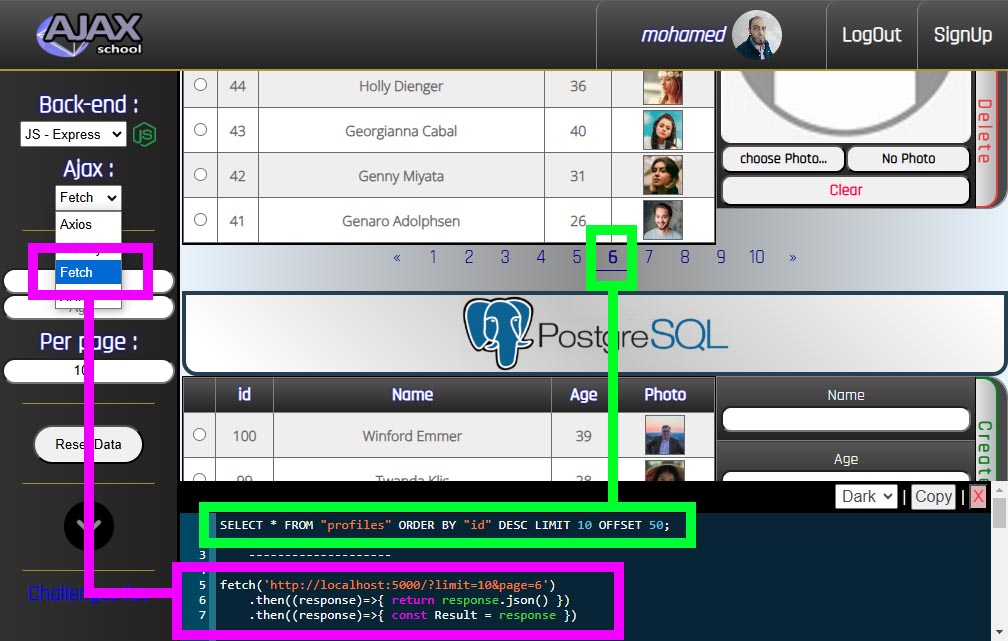 AJAX
school
mohamed
LogOut
SignUp
Back-end :
JS - Express
JS
Ajax :
Fetch
Axios
Fetch
Per page :
10
Reset Data
44 Holly Dienger 36
43 Georgianna Cabal 40
42 Genny Miyata 31
41 Genaro Adolphsen 26
« 1 2 3 4 5 6 7 8 9 10 »
Delete
choose Photo...
No Photo
Clear
PostgreSQL
id Name Age Photo
100 Winford Emmer 39
99 Twanda Klis 28
Name
Age
Create
Dark | Copy | X
SELECT * FROM "profiles" ORDER BY "id" DESC LIMIT 10 OFFSET 50;
3 --------------------
5 fetch('http://localhost:5000/?limit=10&page=6')
6 .then((response)=>{ return response.json() })
7 .then((response)=>{ const Result = response })